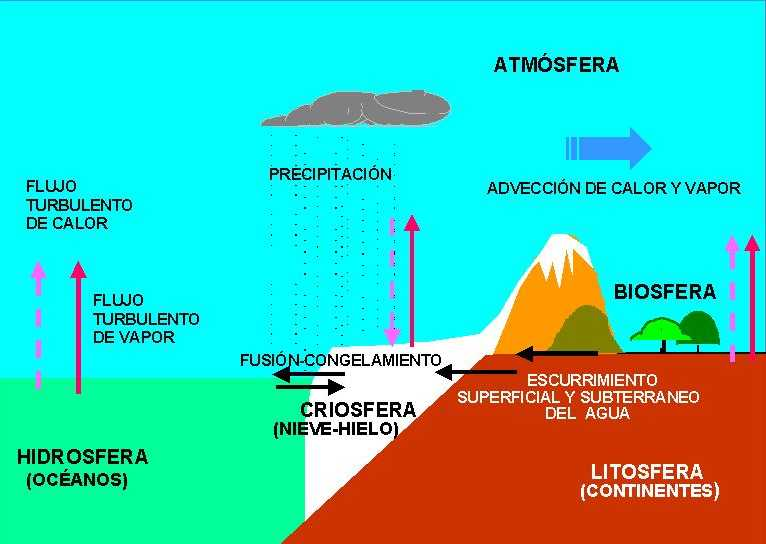 ATMÓSFERA
PRECIPITACIÓN
ADVECCIÓN DE CALOR Y VAPOR
FLUJO
TURBULENTO
DE CALOR
FLUJO
TURBULENTO
DE VAPOR
BIOSFERA
FUSIÓN-CONGELAMIENTO
ESCURRIMIENTO
SUPERFICIAL Y SUBTERRANEO
DEL AGUA
CRIOSFERA
(NIEVE-HIELO)
HIDROSFERA
(OCÉANOS)
LITOSFERA
(CONTINENTES)